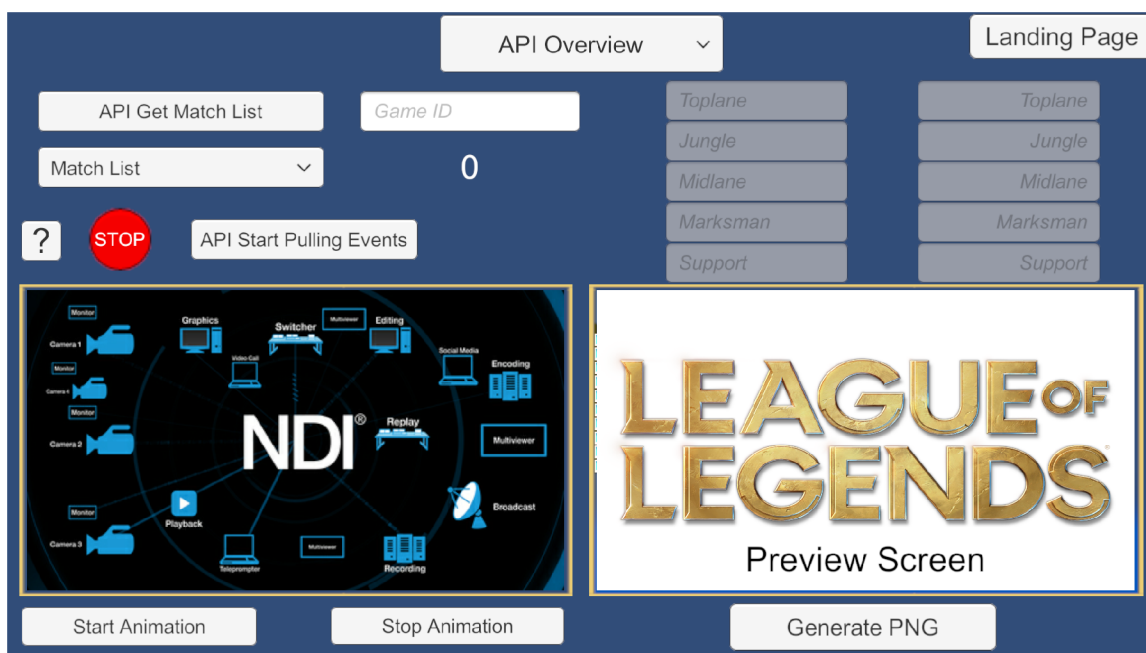 API Overview
Landing Page
API Get Match List
Game ID
Match List
0
?
STOP
API Start Pulling Events
Toplane
Toplane
Jungle
Jungle
Midlane
Midlane
Marksman
Marksman
Support
Support
Monitor
Camera 1
Monitor
Camera 4
Monitor
Camera 2
Monitor
Camera 3
Graphics
Switcher
Multiviewer
Editing
Video Call
Social Media
Encoding
NDI®
Replay
Multiviewer
Playback
Broadcast
Teleprompter
Multiviewer
Recording
LEAGUE OF
LEGENDS
Preview Screen
Start Animation
Stop Animation
Generate PNG